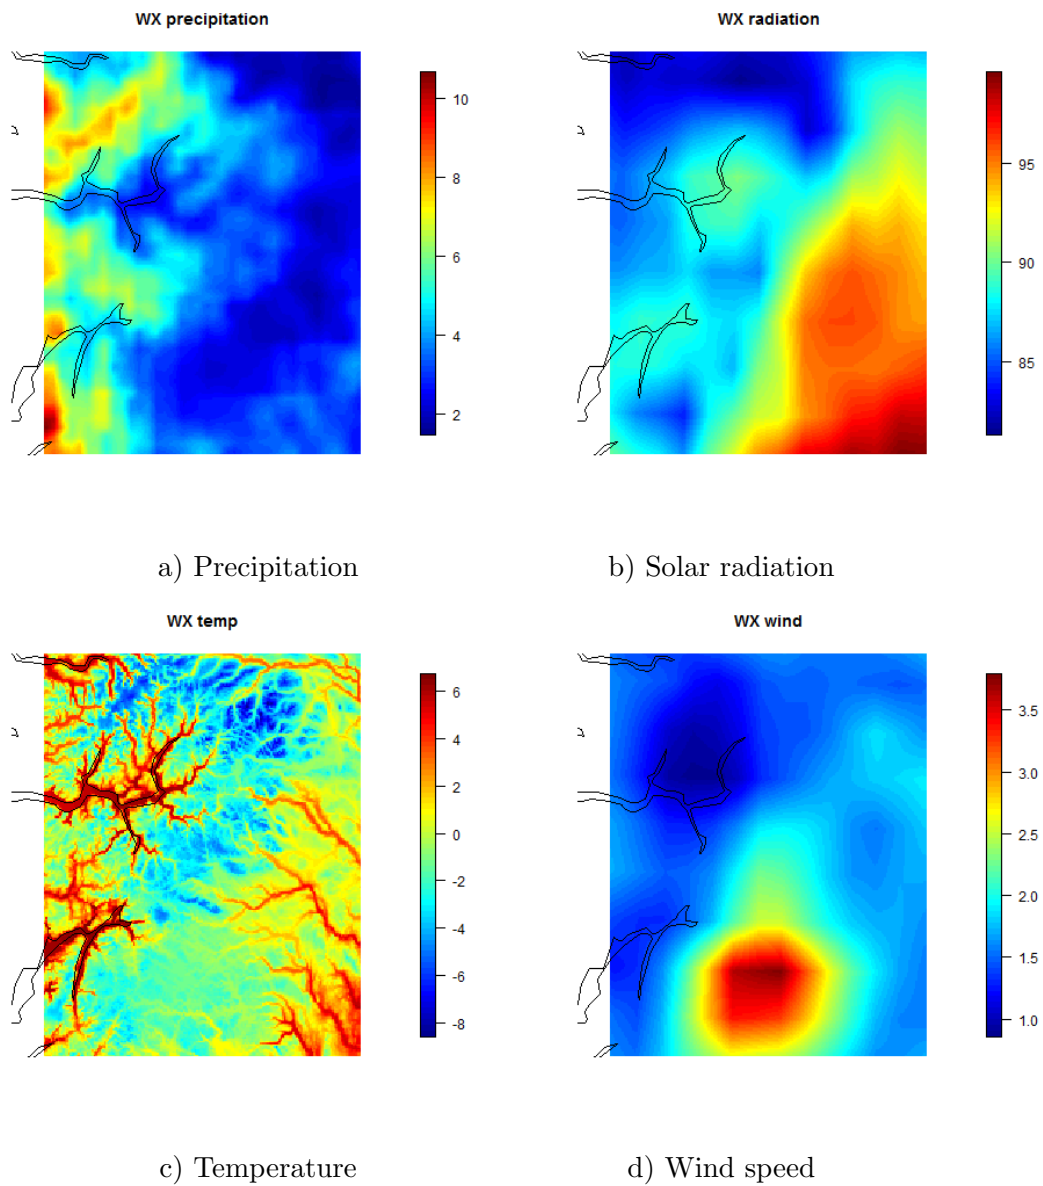 WX precipitation
10
8
6
4
2
WX radiation
95
90
85
a) Precipitation
b) Solar radiation
WX temp
6
4
2
0
-2
-4
-6
-8
WX wind
3.5
3.0
2.5
2.0
1.5
1.0
c) Temperature
d) Wind speed